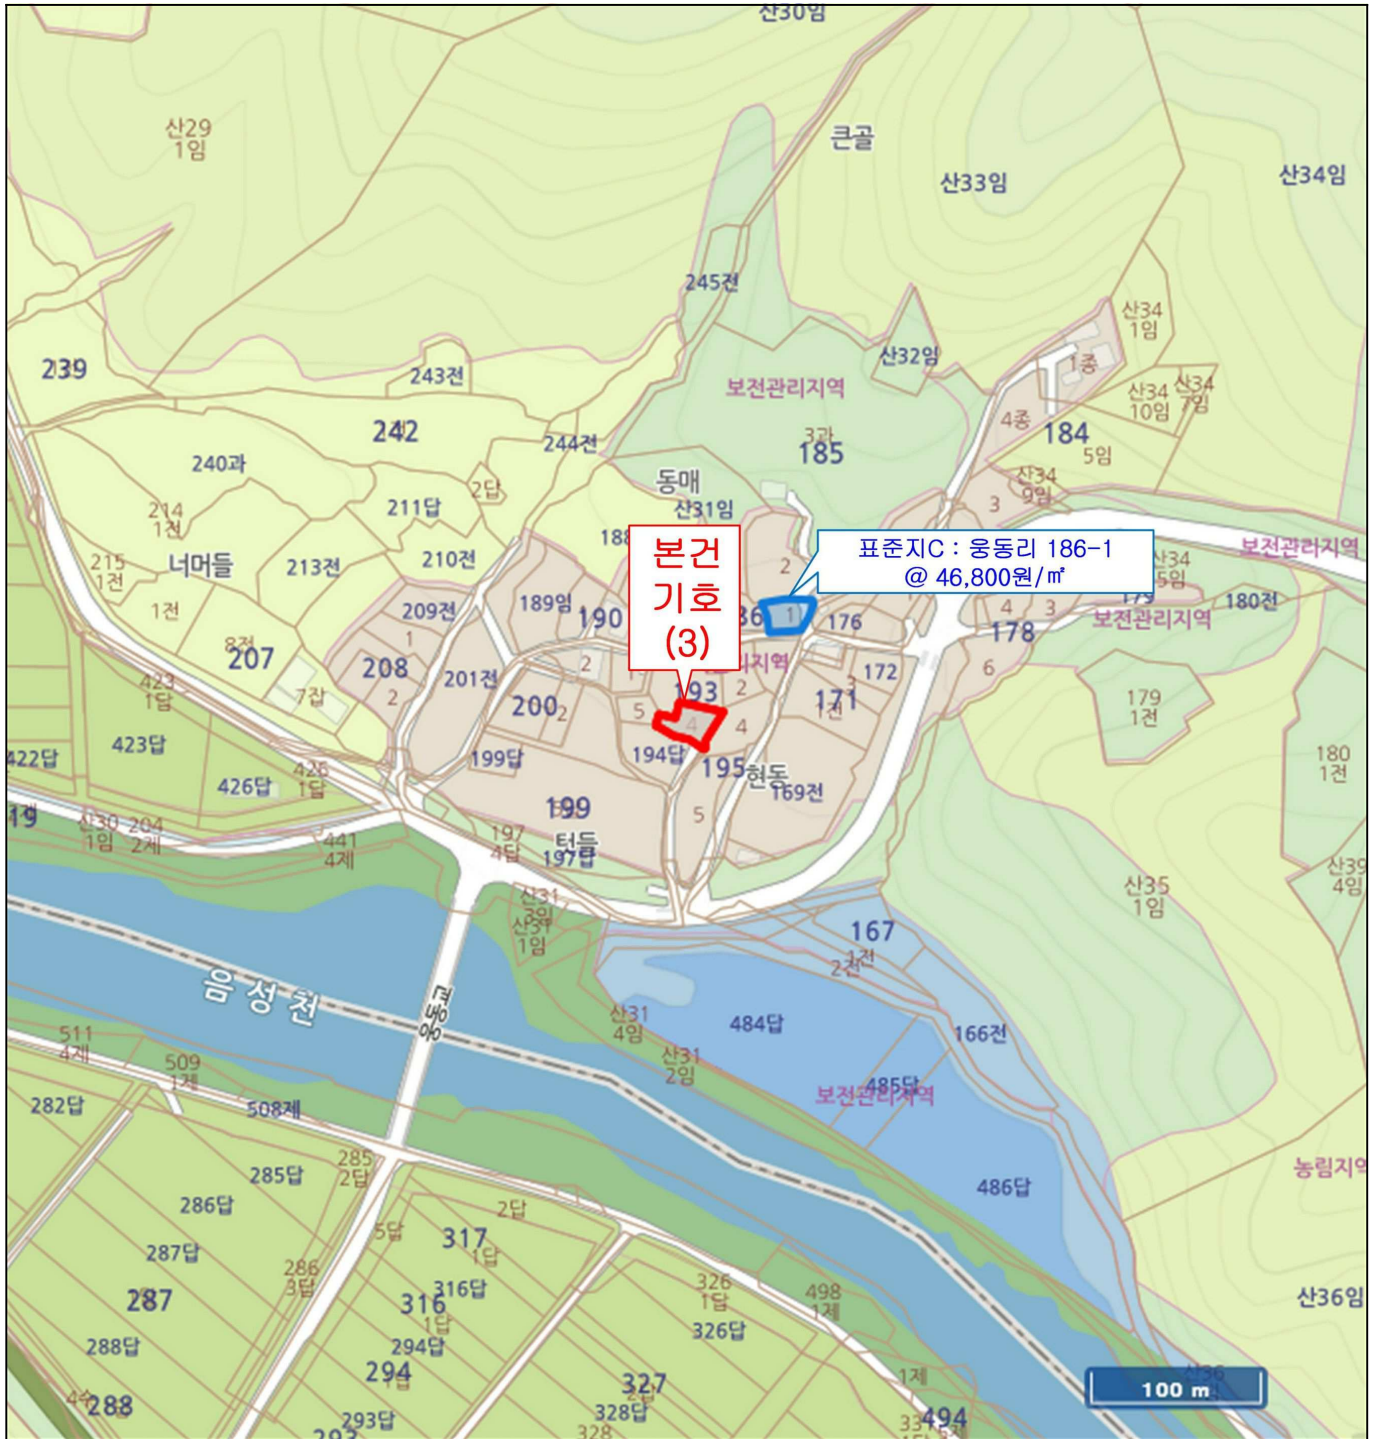 산30임
산29
1임
큰골
산33임
산34임
245전
산34
1임
239
243전
산32임
1종
보전관리지역
산34
10임
산34
7임
242
244전
3과
185
4종
184
5임
240과
동매
산34
9임
2답
214
1전
211답
산31임
3
본건
기호
(3)
188
표준지C : 웅동리 186-1
@ 46,800원/㎡
보전관리지역
215
1전
너머들
213전
210전
2
산34
5임
179
180전
1전
209전
189임
190
86
1
176
4
3
보전관리지역
178
8전
207
1
208
2
201전
2
리지역
172
6
423
1답
7잡
200
2
193
2
3
171
1전
179
1전
5
4
4
422답
423답
199답
194답
195
현동
180
1전
426답
426
1답
169전
19
산30
1임
204
2제
441
4제
199
197
4답
턴들
197답
5
산31
3임
산31
1임
산35
1임
산39
4임
167
1전
2전
음성천
웅동교
산31
4임
484답
166전
511
4제
509
1제
산31
2임
485답
보전관리지역
282답
508제
285답
285
2답
486답
농림지역
286답
2답
5답
317
1답
287답
286
3답
316답
316
1답
326
1답
498
1제
산36임
287
288답
294답
294
1답
326답
327
1제
100 m
산36
288
293답
328답
494
293
328